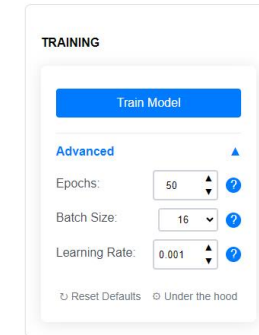 TRAINING
Train Model
Advanced ▲
Epochs: 50 ?
Batch Size: 16 ?
Learning Rate: 0.001 ?
↻ Reset Defaults ⚙ Under the hood